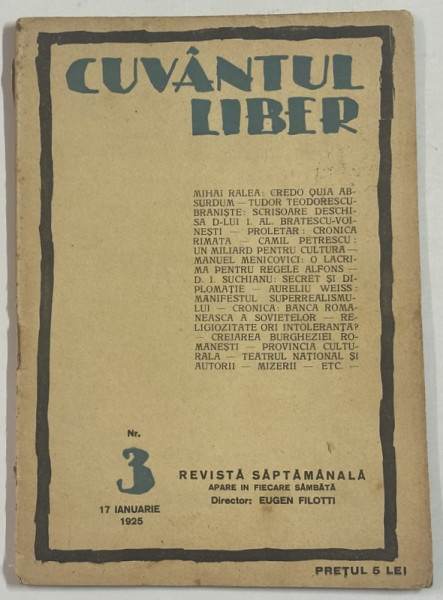 CUVÂNTUL
LIBER
MIHAI RALEA: CREDO QUIA AB-
SURDUM — TUDOR TEODORESCU-
BRANIȘTE: SCRISOARE DESCHI-
SA D-LUI I. AL. BRATESCU-VOI-
NEȘTI — PROLETAR: CRONICA
RIMATA — CAMIL PETRESCU:
UN MILIARD PENTRU CULTURA —
MANUEL MENICOVICI: O LACRI-
MA PENTRU REGELE ALFONS —
D. I. SUCHIANU: SECRET ȘI DI-
PLOMAȚIE — AURELIU WEISS:
MANIFESTUL SUPERREALISMU-
LUI — CRONICA: BANCA ROMA-
NEASCA A SOVIETELOR — RE-
LIGIOZITATE ORI INTOLERANȚA?
— CREIAREA BURGHEZIEI RO-
MANEȘTI — PROVINCIA CULTU-
RALA — TEATRUL NAȚIONAL ȘI
AUTORII — MIZERII — ETC. —
Nr.
3
17 IANUARIE
1925
REVISTĂ SĂPTĂMÂNALĂ
APARE IN FIECARE SÂMBĂTĂ
Director: EUGEN FILOTTI
PREȚUL 5 LEI